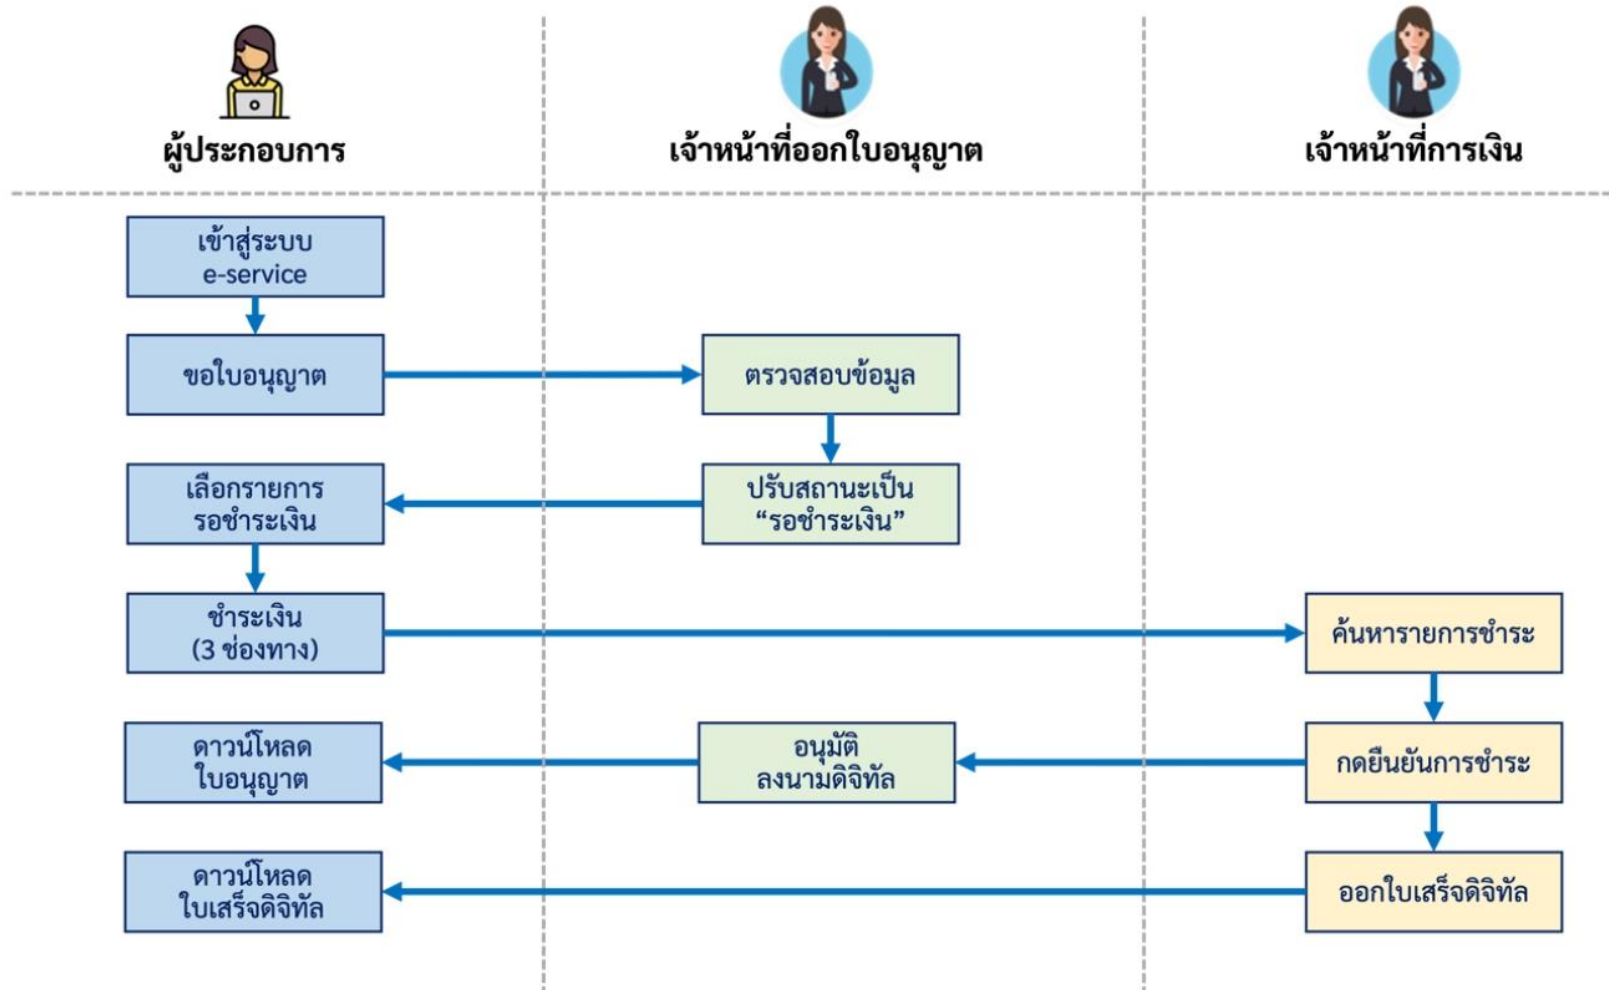 ผู้ประกอบการ
เจ้าหน้าที่ออกใบอนุญาต
เจ้าหน้าที่การเงิน
เข้าสู่ระบบ
e-service
ขอใบอนุญาต
ตรวจสอบข้อมูล
เลือกรายการ
รอชำระเงิน
ปรับสถานะเป็น
“รอชำระเงิน”
ชำระเงิน
(3 ช่องทาง)
ค้นหารายการชำระ
ดาวน์โหลด
ใบอนุญาต
อนุมัติ
ลงนามดิจิทัล
กดยืนยันการชำระ
ดาวน์โหลด
ใบเสร็จดิจิทัล
ออกใบเสร็จดิจิทัล